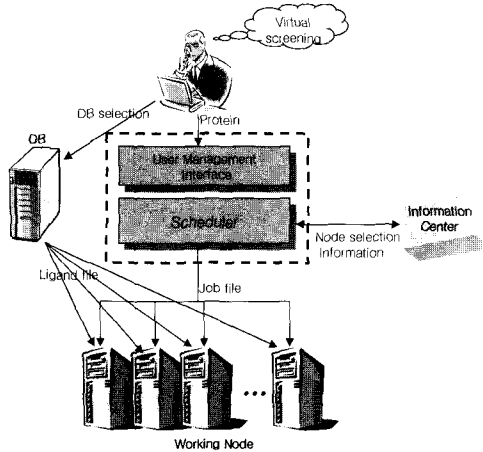 Virtual
screening
DB selection
Protein
DB
User Management
Interface
Scheduler
Information
Center
Node selection
information
Ligand file
Job file
Working Node